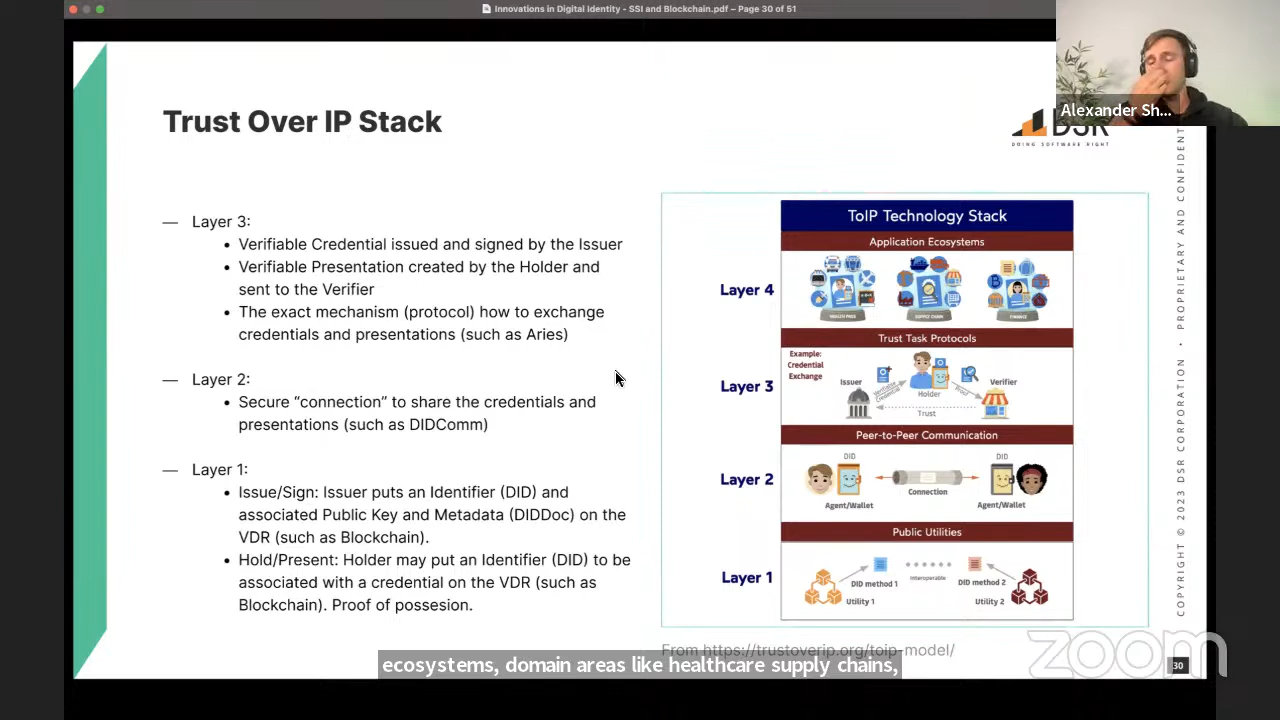 Innovations in Digital Identity - SSI and Blockchain.pdf – Page 30 of 51
Alexander Sh...
Trust Over IP Stack
DSR
DOING SOFTWARE RIGHT
— Layer 3:
• Verifiable Credential issued and signed by the Issuer
• Verifiable Presentation created by the Holder and
sent to the Verifier
• The exact mechanism (protocol) how to exchange
credentials and presentations (such as Aries)
— Layer 2:
• Secure “connection” to share the credentials and
presentations (such as DIDComm)
— Layer 1:
• Issue/Sign: Issuer puts an Identifier (DID) and
associated Public Key and Metadata (DIDDoc) on the
VDR (such as Blockchain).
• Hold/Present: Holder may put an identifier (DID) to be
associated with a credential on the VDR (such as
Blockchain). Proof of possesion.
ToIP Technology Stack
Application Ecosystems
Layer 4
SUPPLY CHAIN
FINANCE
Trust Task Protocols
Example:
Credential
Exchange
Layer 3
Issuer
Verifiable
Credential
Holder
Proof
Verifier
Trust
Peer-to-Peer Communication
Layer 2
DID
DID
Connection
Agent/Wallet
Agent/Wallet
Public Utilities
Layer 1
DID method 1
Interoperable
DID method 2
Utility 1
Utility 2
From https://trustoverip.org/toip-model/
COPYRIGHT © 2023 DSR CORPORATION • PROPRIETARY AND CONFIDENT
ecosystems, domain areas like healthcare supply chains,
zoom
30